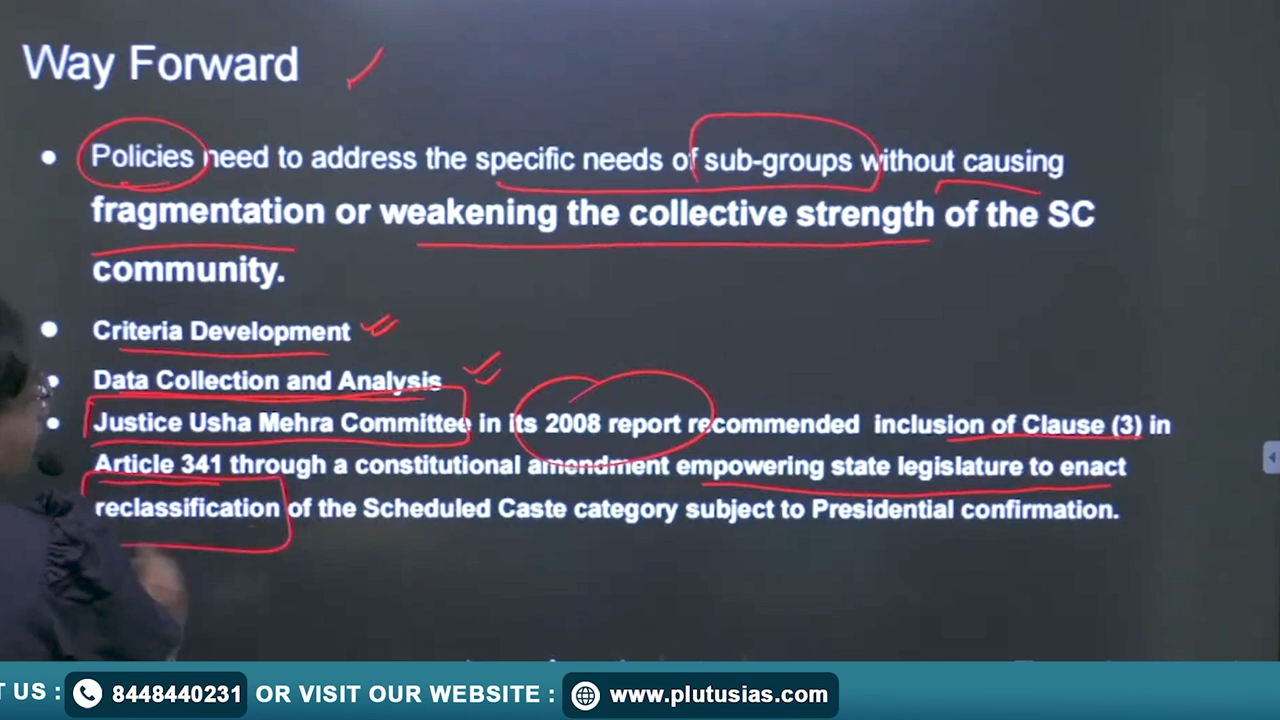 Way Forward
• Policies need to address the specific needs of sub-groups without causing
fragmentation or weakening the collective strength of the SC
community.
• Criteria Development
• Data Collection and Analysis
• Justice Usha Mehra Committee in its 2008 report recommended inclusion of Clause (3) in
Article 341 through a constitutional amendment empowering state legislature to enact
reclassification of the Scheduled Caste category subject to Presidential confirmation.
T US : 8448440231 OR VISIT OUR WEBSITE : www.plutusias.com